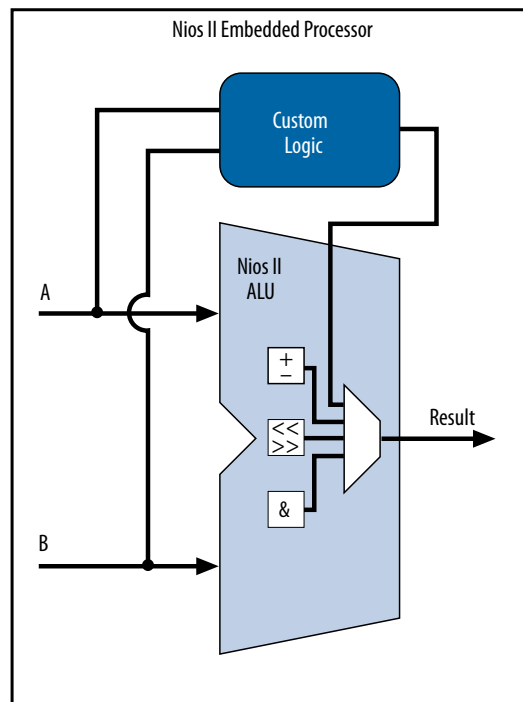 Nios II Embedded Processor
Custom
Logic
Nios II
ALU
A
+
−
<<
>>
Result
&
B